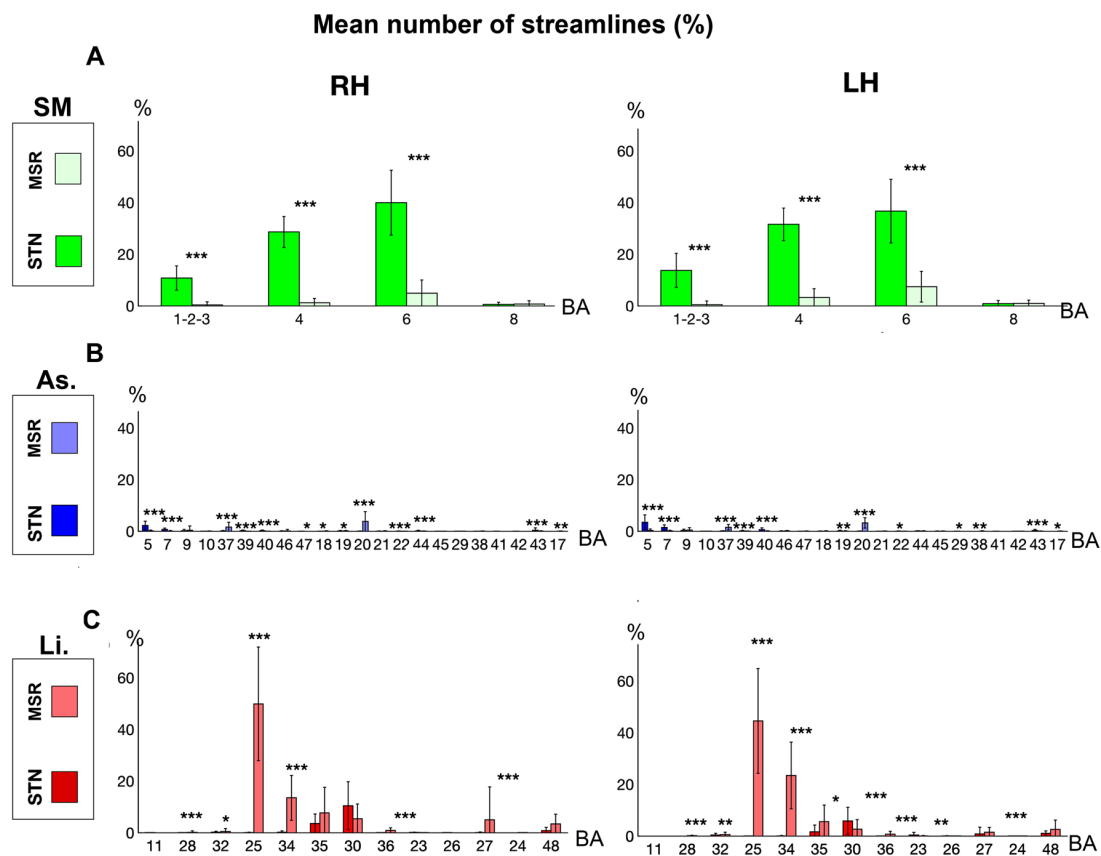 Mean number of streamlines (%)
A
RH
LH
SM
MSR
STN
%
60
40
20
0
*** *** ***
1-2-3 4 6 8 BA
%
60
40
20
0
*** *** ***
1-2-3 4 6 8 BA
B
As.
MSR
STN
%
40
20
0
*** *** *** *** *** * * * *** *** *** *** **
5 7 9 10 37 39 40 46 47 18 19 20 21 22 44 45 29 38 41 42 43 17 BA
%
40
20
0
*** *** *** *** *** ** *** * * ** *** *
5 7 9 10 37 39 40 46 47 18 19 20 21 22 44 45 29 38 41 42 43 17 BA
C
Li.
MSR
STN
%
60
40
20
0
*** * *** *** *** ***
11 28 32 25 34 35 30 36 23 26 27 24 48 BA
%
60
40
20
0
*** ** *** *** * *** *** ** ***
11 28 32 25 34 35 30 36 23 26 27 24 48 BA